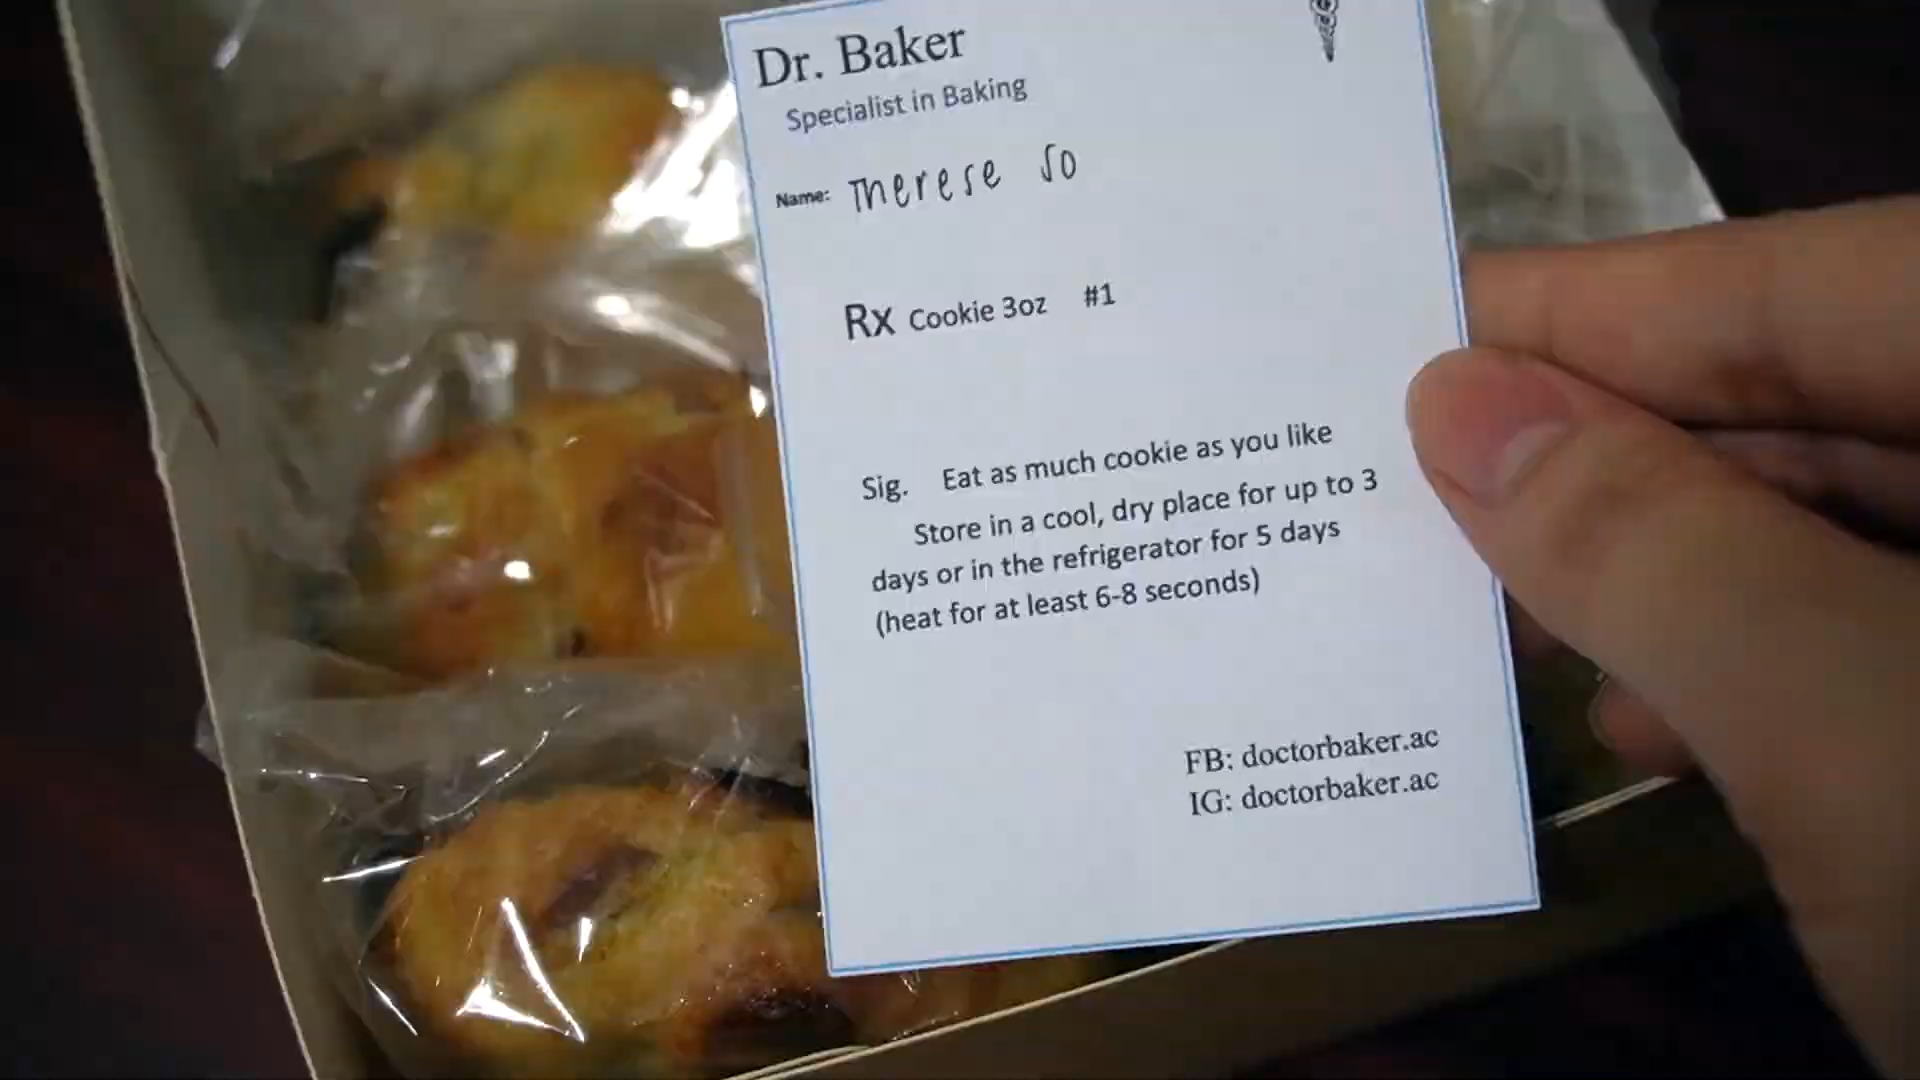 Dr. Baker
Specialist in Baking
Name: Therese So
Rx Cookie 3oz #1
Sig. Eat as much cookie as you like
Store in a cool, dry place for up to 3
days or in the refrigerator for 5 days
(heat for at least 6-8 seconds)
FB: doctorbaker.ac
IG: doctorbaker.ac